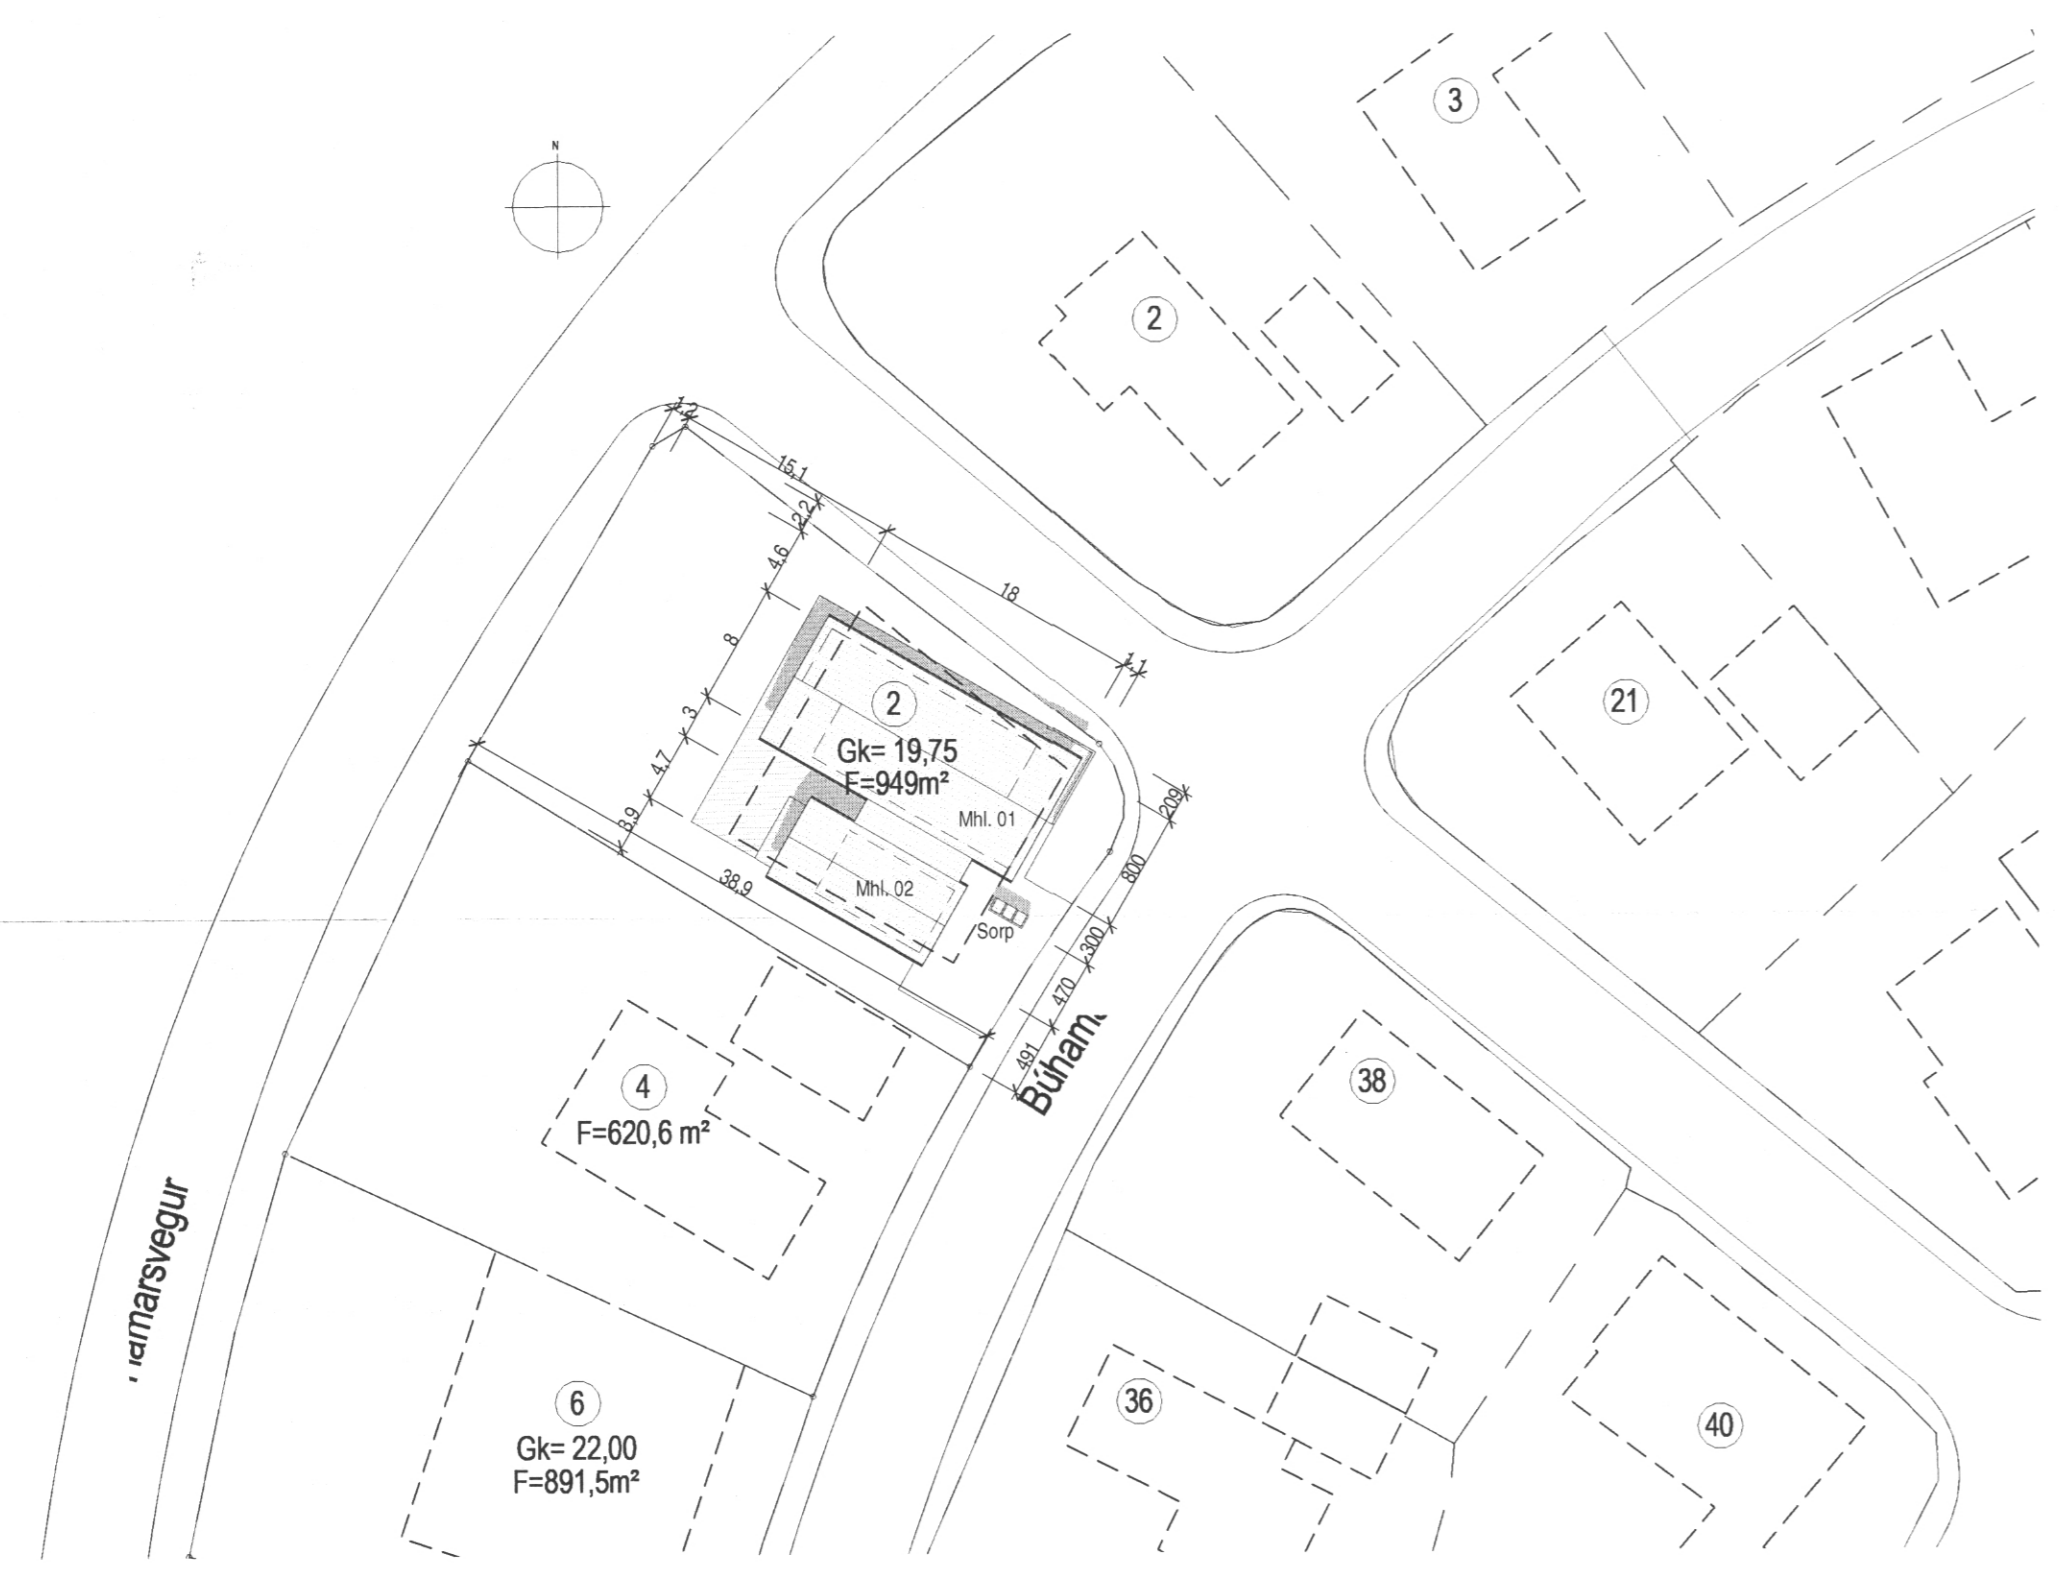 N
3
2
1,2
15,1
2,2
4,6
18
8
1,1
3
4,7
3,9
38,9
2
Gk= 19,75
F=949m²
Mhl. 01
Mhl. 02
Sorp
209
800
300
470
491
21
4
F=620,6 m²
38
6
Gk= 22,00
F=891,5m²
36
40